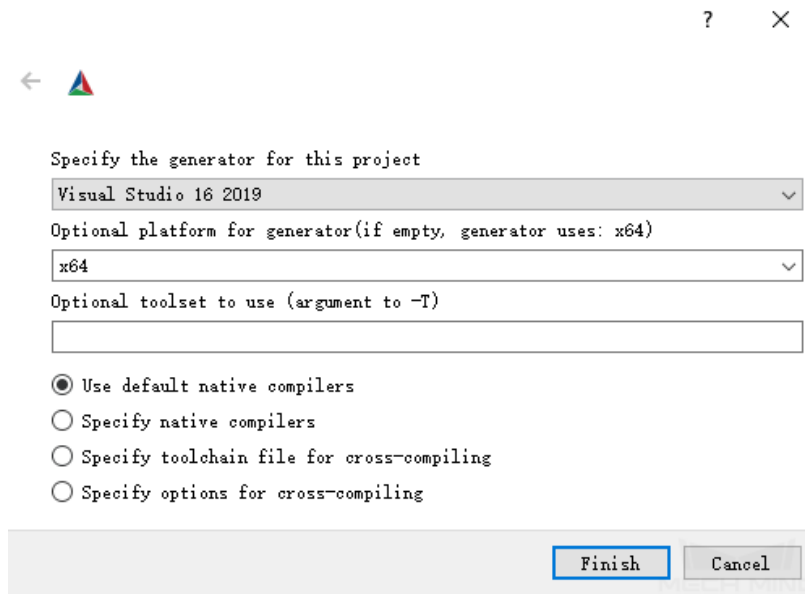 ?
Specify the generator for this project
Visual Studio 16 2019
Optional platform for generator(if empty, generator uses: x64)
x64
Optional toolset to use (argument to -T)
Use default native compilers
Specify native compilers
Specify toolchain file for cross-compiling
Specify options for cross-compiling
Finish
Cancel
MECH MIND